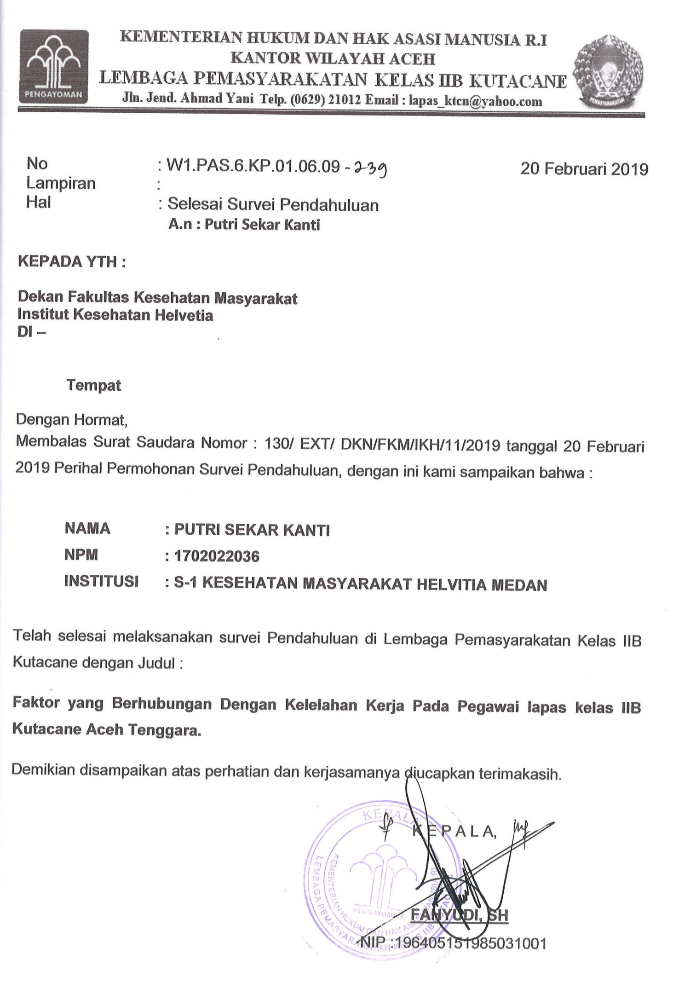 PENGAYOMAN
KEMENTERIAN HUKUM DAN HAK ASASI MANUSIA R.I
KANTOR WILAYAH ACEH
LEMBAGA PEMASYARAKATAN KELAS IIB KUTACANE
Jln. Jend. Ahmad Yani Telp. (0629) 21012 Email : lapas_ktcn@yahoo.com
No : W1.PAS.6.KP.01.06.09 - 239 20 Februari 2019
Lampiran :
Hal : Selesai Survei Pendahuluan
A.n : Putri Sekar Kanti
KEPADA YTH :
Dekan Fakultas Kesehatan Masyarakat
Institut Kesehatan Helvetia
DI –
Tempat
Dengan Hormat,
Membalas Surat Saudara Nomor : 130/ EXT/ DKN/FKM/IKH/11/2019 tanggal 20 Februari
2019 Perihal Permohonan Survei Pendahuluan, dengan ini kami sampaikan bahwa :
NAMA : PUTRI SEKAR KANTI
NPM : 1702022036
INSTITUSI : S-1 KESEHATAN MASYARAKAT HELVITIA MEDAN
Telah selesai melaksanakan survei Pendahuluan di Lembaga Pemasyarakatan Kelas IIB
Kutacane dengan Judul :
Faktor yang Berhubungan Dengan Kelelahan Kerja Pada Pegawai lapas kelas IIB
Kutacane Aceh Tenggara.
Demikian disampaikan atas perhatian dan kerjasamanya diucapkan terimakasih.
KEPALA
KEPALA,
KEMENTERIAN HUKUM DAN HAK ASASI MANUSIA RI
LEMBAGA PEMASYARAKATAN KELAS IIB KUTACANE
PENGAYOMAN
FAHYUDI, SH
NIP :196405151985031001